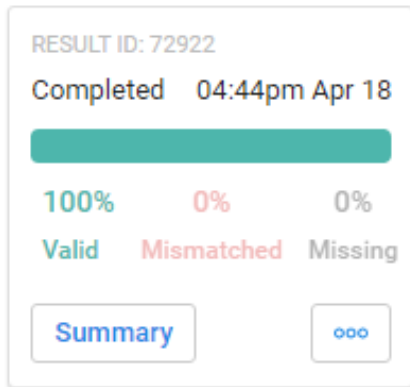 RESULT ID: 72922
Completed 04:44pm Apr 18
100% 0% 0%
Valid Mismatched Missing
Summary